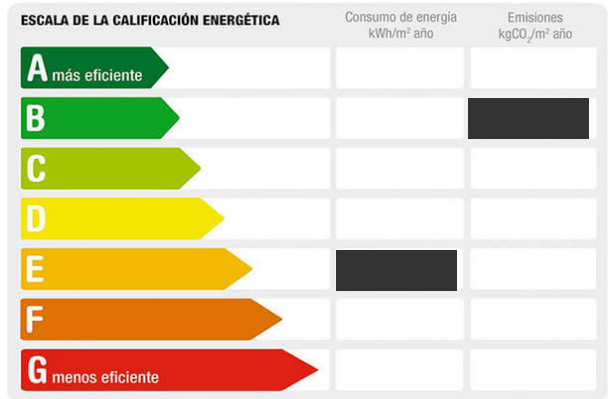 ESCALA DE LA CALIFICACIÓN ENERGÉTICA
Consumo de energía
kWh/m² año
Emisiones
kgCO₂/m² año
A más eficiente
B
C
D
E
F
G menos eficiente